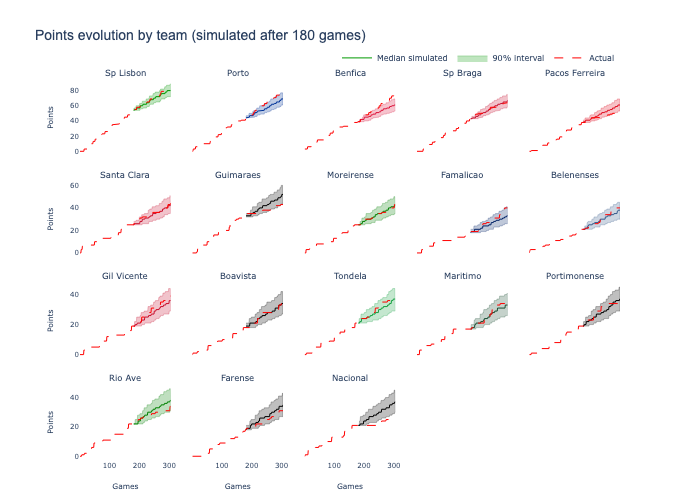 Points evolution by team (simulated after 180 games)
Median simulated 90% interval Actual
Sp Lisbon Porto Benfica Sp Braga Pacos Ferreira
80
60
40
20
0
Points
Santa Clara Guimaraes Moreirense Famalicao Belenenses
60
40
20
0
Points
Gil Vicente Boavista Tondela Maritimo Portimonense
40
20
0
Points
Rio Ave Farense Nacional
40
20
0
Points
100 200 300 100 200 300 100 200 300
Games Games Games